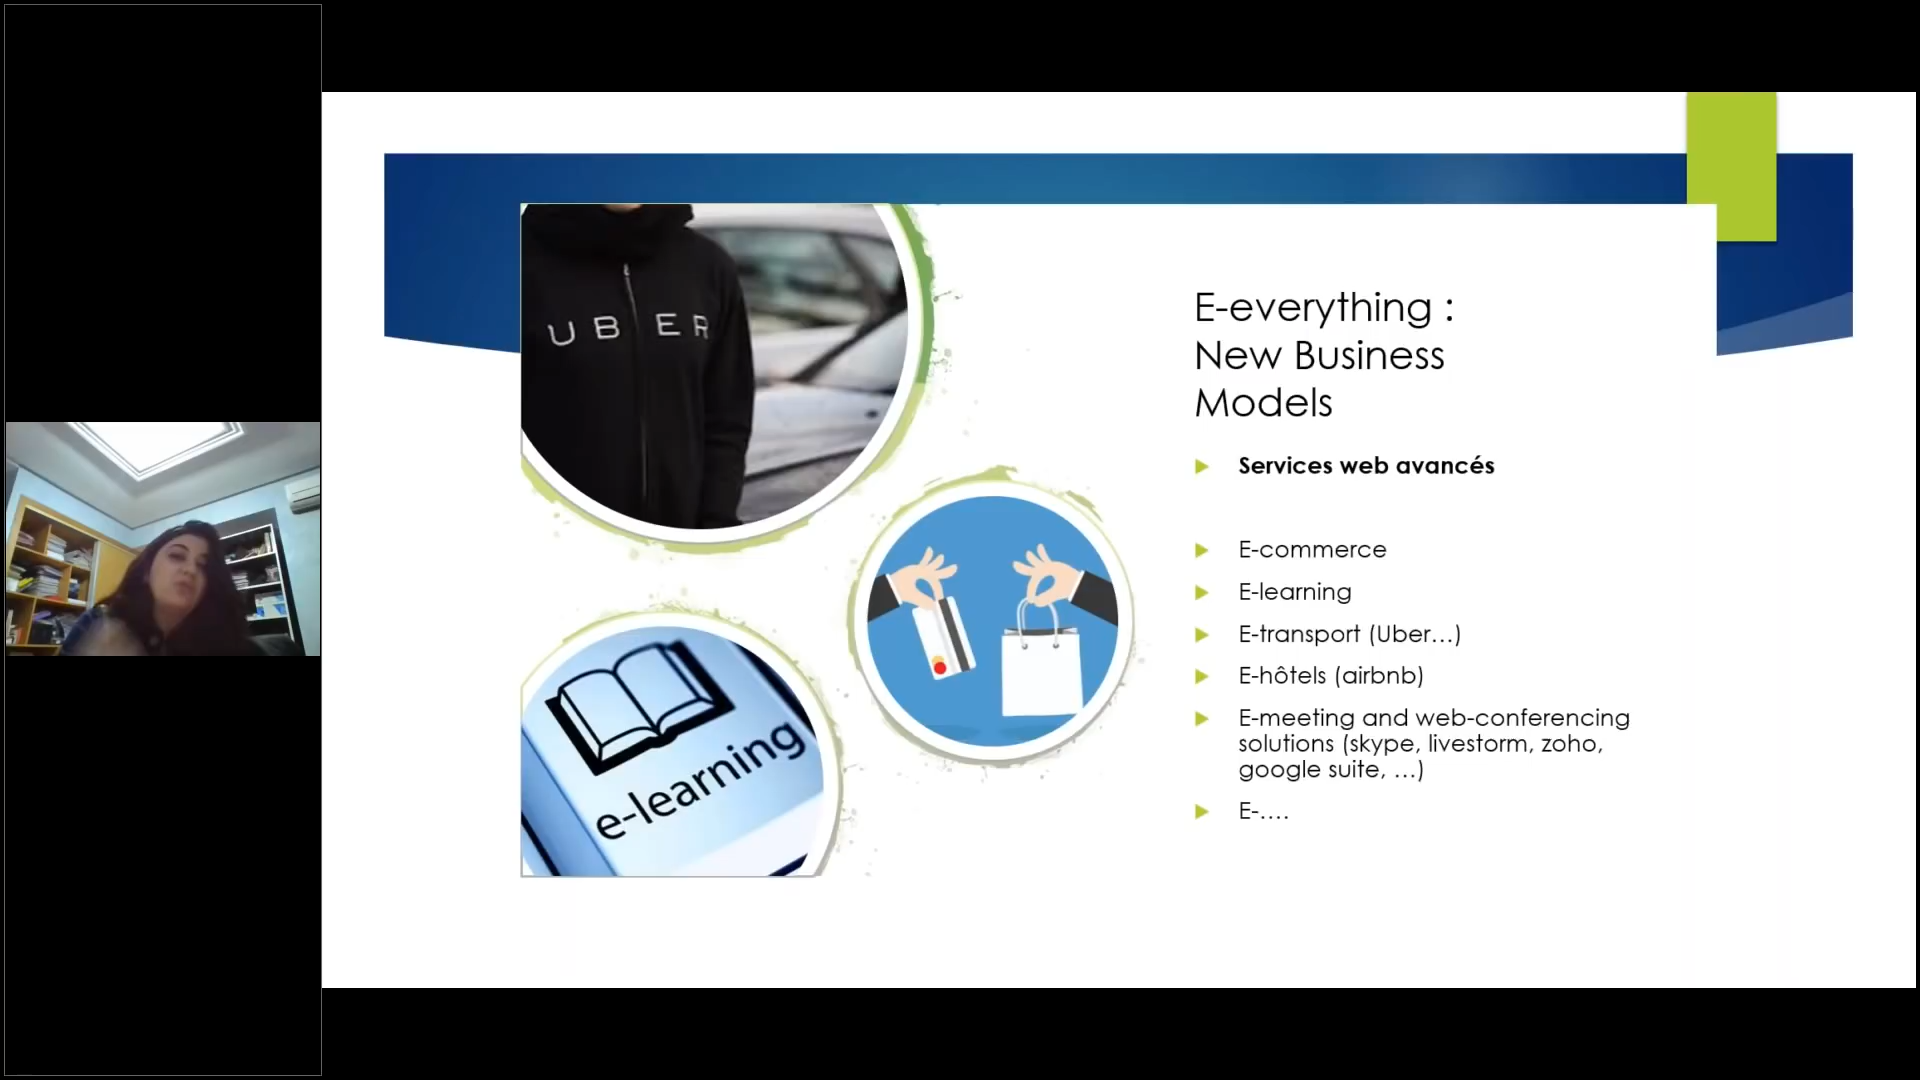 UBER
E-everything :
New Business
Models
Services web avancés
E-commerce
E-learning
E-transport (Uber...)
E-hôtels (airbnb)
E-meeting and web-conferencing
solutions (skype, livestorm, zoho,
google suite, ...)
E-....
e-learning